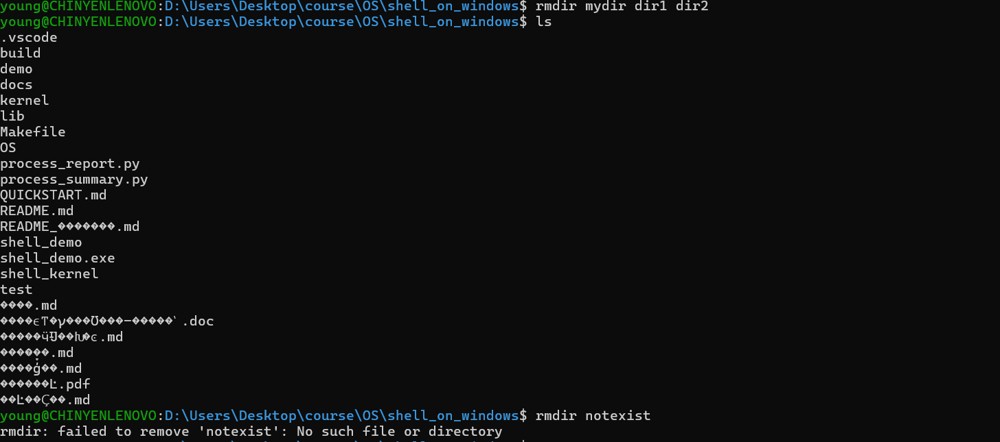 young@CHINYENLENOVO:D:\Users\Desktop\course\OS\shell_on_windows$ rmdir mydir dir1 dir2
young@CHINYENLENOVO:D:\Users\Desktop\course\OS\shell_on_windows$ ls
.vscode
build
demo
docs
kernel
lib
Makefile
OS
process_report.py
process_summary.py
QUICKSTART.md
README.md
README_�������.md
shell_demo
shell_demo.exe
shell_kernel
test
����.md
.doc
.md
������.md
.md
.pdf
.md
young@CHINYENLENOVO:D:\Users\Desktop\course\OS\shell_on_windows$ rmdir notexist
rmdir: failed to remove 'notexist': No such file or directory